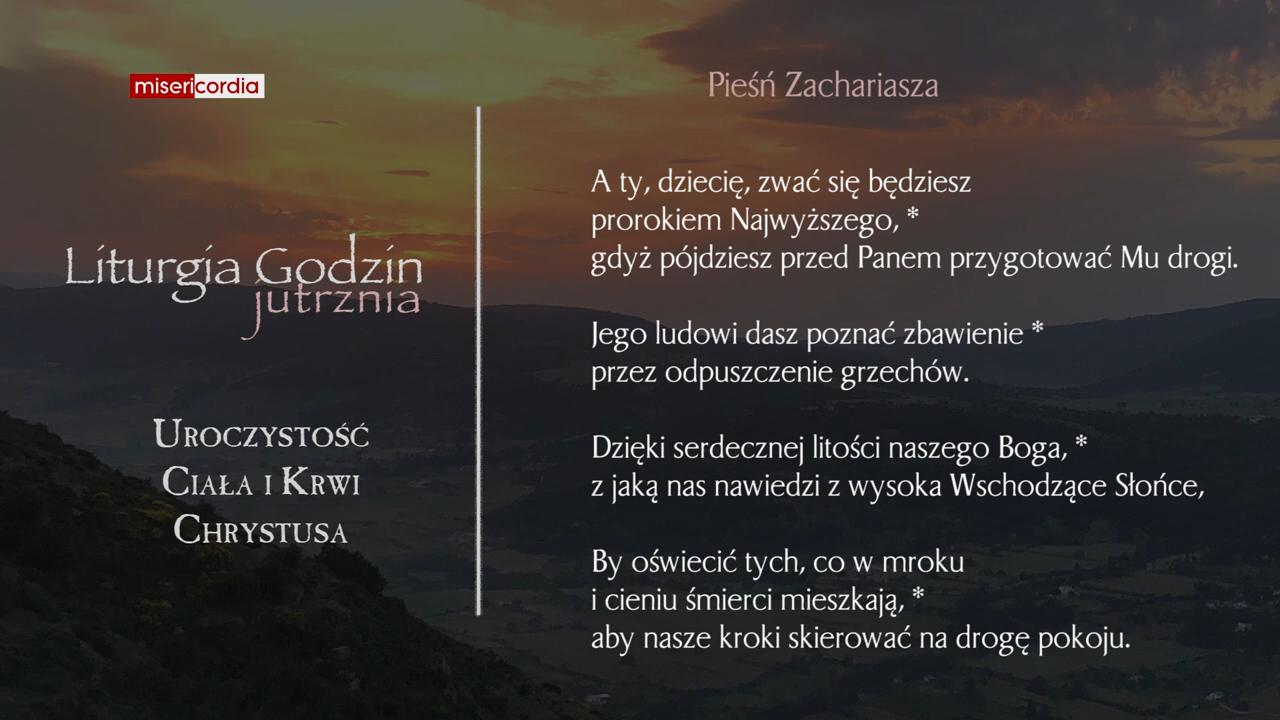 misericordia
Liturgia Godzin
jutrznia
Uroczystość
Ciała i Krwi
Chrystusa
Pieśń Zachariasza
A ty, dziecię, zwać się będziesz
prorokiem Najwyższego, *
gdyż pójdziesz przed Panem przygotować Mu drogi.
Jego ludowi dasz poznać zbawienie *
przez odpuszczenie grzechów.
Dzięki serdecznej litości naszego Boga, *
z jaką nas nawiedzi z wysoka Wschodzące Słońce,
By oświecić tych, co w mroku
i cieniu śmierci mieszkają, *
aby nasze kroki skierować na drogę pokoju.